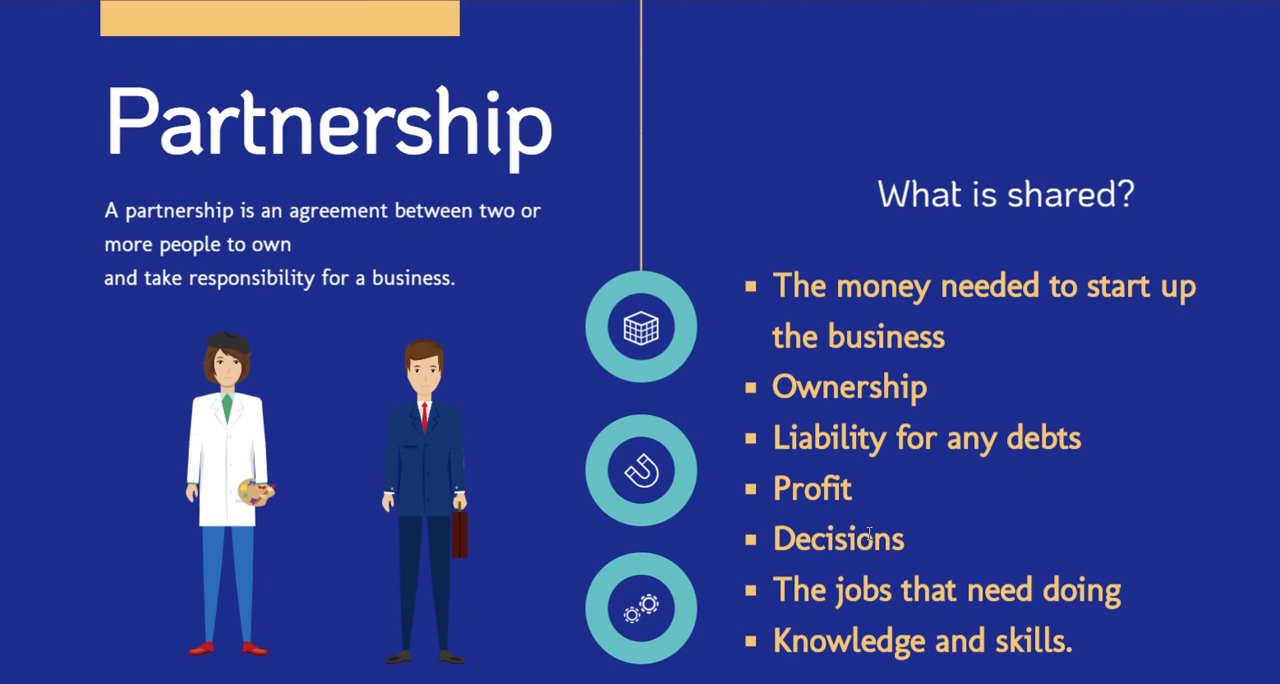 Partnership
A partnership is an agreement between two or
more people to own
and take responsibility for a business.
What is shared?
▪ The money needed to start up
the business
▪ Ownership
▪ Liability for any debts
▪ Profit
▪ Decisions
▪ The jobs that need doing
▪ Knowledge and skills.